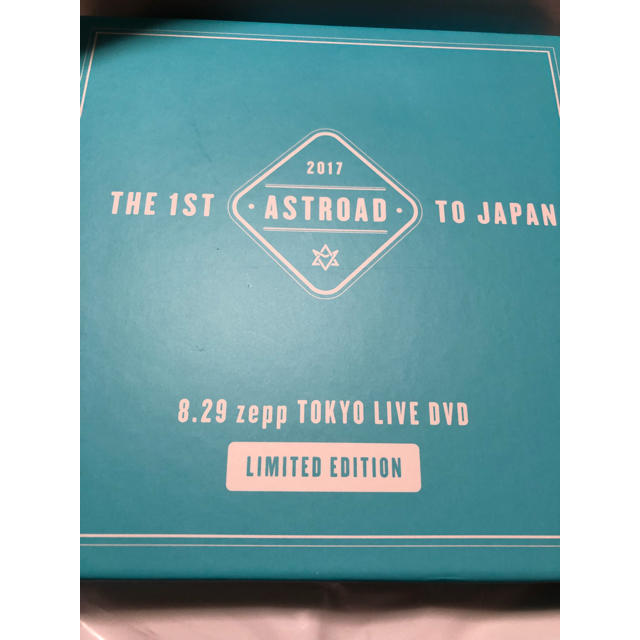 2017
THE 1ST · ASTROAD · TO JAPAN
8.29 zepp TOKYO LIVE DVD
LIMITED EDITION